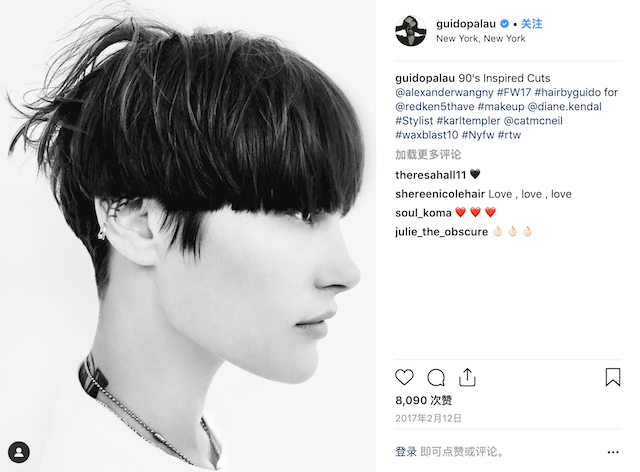 guidopalau • 关注
New York, New York
guidopalau 90's Inspired Cuts
@alexanderwangny #FW17 #hairbyguido for
@redken5thave #makeup @diane.kendal
#Stylist #karltempler @catmcneil
#waxblast10 #Nyfw #rtw
加载更多评论
theresahall11 🖤
shereenicolehair Love , love , love
soul_koma ❤️ ❤️ ❤️
julie_the_obscure 👌🏻 👌🏻 👌🏻
8,090 次赞
2017年2月12日
登录 即可点赞或评论。